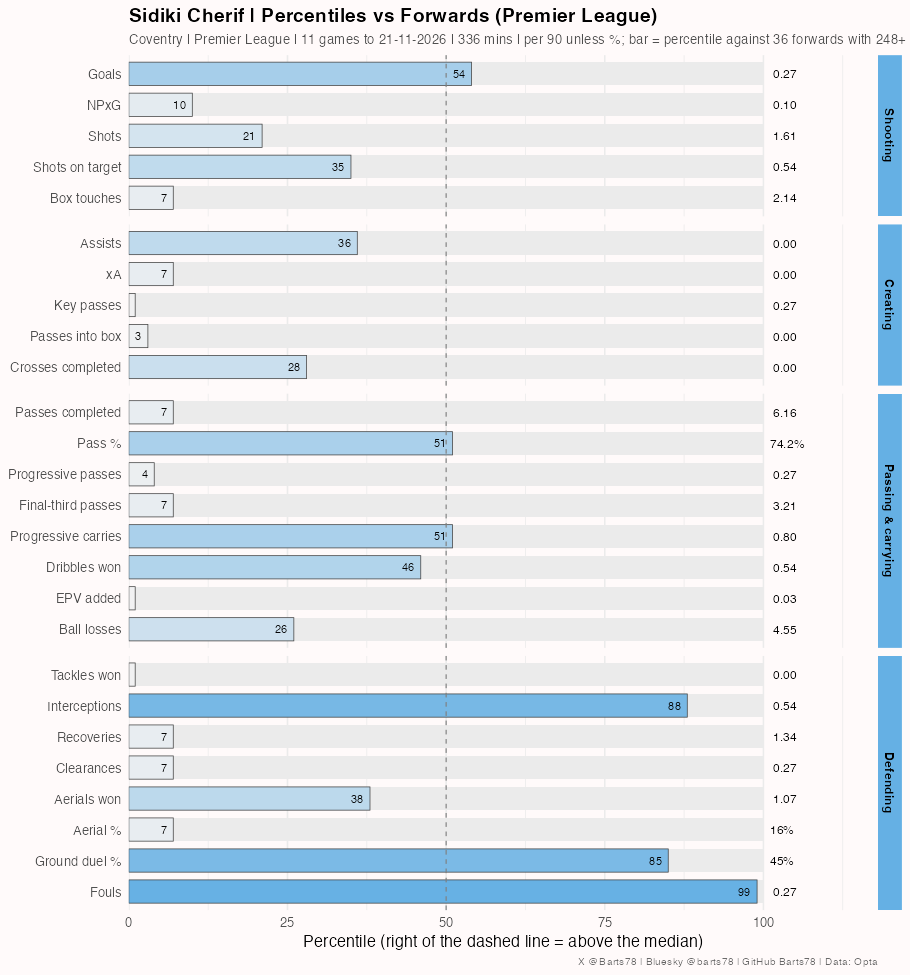 Sidiki Cherif | Percentiles vs Forwards (Premier League)
Coventry | Premier League | 11 games to 21-11-2026 | 336 mins | per 90 unless %; bar = percentile against 36 forwards with 248+
Shooting
Goals 54 0.27
NPxG 10 0.10
Shots 21 1.61
Shots on target 35 0.54
Box touches 7 2.14
Creating
Assists 36 0.00
xA 7 0.00
Key passes 0.27
Passes into box 3 0.00
Crosses completed 28 0.00
Passing & carrying
Passes completed 7 6.16
Pass % 51 74.2%
Progressive passes 4 0.27
Final-third passes 7 3.21
Progressive carries 51 0.80
Dribbles won 46 0.54
EPV added 0.03
Ball losses 26 4.55
Defending
Tackles won 0.00
Interceptions 88 0.54
Recoveries 7 1.34
Clearances 7 0.27
Aerials won 38 1.07
Aerial % 7 16%
Ground duel % 85 45%
Fouls 99 0.27
0 25 50 75 100
Percentile (right of the dashed line = above the median)
X @Barts78 | Bluesky @barts78 | GitHub Barts78 | Data: Opta